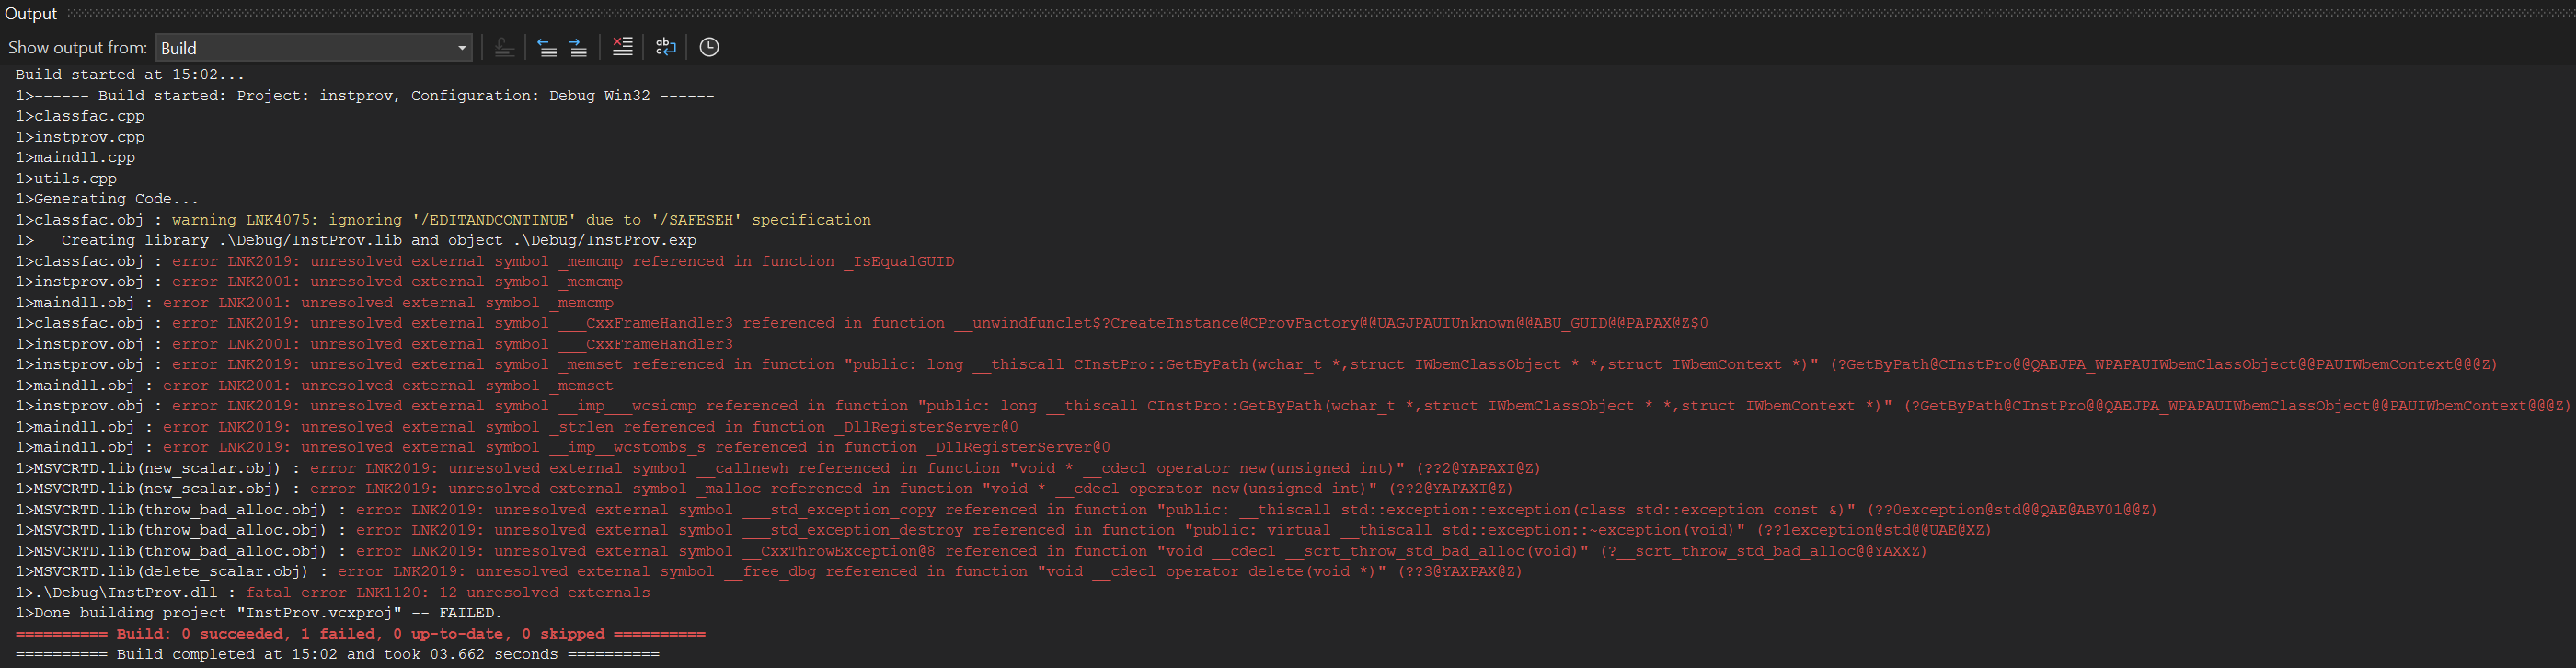 Output
Show output from: Build
Build started at 15:02...
1>------ Build started: Project: instprov, Configuration: Debug Win32 ------
1>classfac.cpp
1>instprov.cpp
1>maindll.cpp
1>utils.cpp
1>Generating Code...
1>classfac.obj : warning LNK4075: ignoring '/EDITANDCONTINUE' due to '/SAFESEH' specification
1>   Creating library .\Debug/InstProv.lib and object .\Debug/InstProv.exp
1>classfac.obj : error LNK2019: unresolved external symbol _memcmp referenced in function _IsEqualGUID
1>instprov.obj : error LNK2001: unresolved external symbol _memcmp
1>maindll.obj : error LNK2001: unresolved external symbol _memcmp
1>classfac.obj : error LNK2019: unresolved external symbol ___CxxFrameHandler3 referenced in function __unwindfunclet$?CreateInstance@CProvFactory@@UAGJPAUIUnknown@@ABU_GUID@@PAPAX@Z$0
1>instprov.obj : error LNK2001: unresolved external symbol ___CxxFrameHandler3
1>instprov.obj : error LNK2019: unresolved external symbol _memset referenced in function "public: long __thiscall CInstPro::GetByPath(wchar_t *,struct IWbemClassObject * *,struct IWbemContext *)" (?GetByPath@CInstPro@@QAEJPA_WPAPAUIWbemClassObject@@PAUIWbemContext@@@Z)
1>maindll.obj : error LNK2001: unresolved external symbol _memset
1>instprov.obj : error LNK2019: unresolved external symbol __imp___wcsicmp referenced in function "public: long __thiscall CInstPro::GetByPath(wchar_t *,struct IWbemClassObject * *,struct IWbemContext *)" (?GetByPath@CInstPro@@QAEJPA_WPAPAUIWbemClassObject@@PAUIWbemContext@@@Z)
1>maindll.obj : error LNK2019: unresolved external symbol _strlen referenced in function _DllRegisterServer@0
1>maindll.obj : error LNK2019: unresolved external symbol __imp__wcstombs_s referenced in function _DllRegisterServer@0
1>MSVCRTD.lib(new_scalar.obj) : error LNK2019: unresolved external symbol __callnewh referenced in function "void * __cdecl operator new(unsigned int)" (??2@YAPAXI@Z)
1>MSVCRTD.lib(new_scalar.obj) : error LNK2019: unresolved external symbol _malloc referenced in function "void * __cdecl operator new(unsigned int)" (??2@YAPAXI@Z)
1>MSVCRTD.lib(throw_bad_alloc.obj) : error LNK2019: unresolved external symbol ___std_exception_copy referenced in function "public: __thiscall std::exception::exception(class std::exception const &)" (??0exception@std@@QAE@ABV01@@Z)
1>MSVCRTD.lib(throw_bad_alloc.obj) : error LNK2019: unresolved external symbol ___std_exception_destroy referenced in function "public: virtual __thiscall std::exception::~exception(void)" (??1exception@std@@UAE@XZ)
1>MSVCRTD.lib(throw_bad_alloc.obj) : error LNK2019: unresolved external symbol __CxxThrowException@8 referenced in function "void __cdecl __scrt_throw_std_bad_alloc(void)" (?__scrt_throw_std_bad_alloc@@YAXXZ)
1>MSVCRTD.lib(delete_scalar.obj) : error LNK2019: unresolved external symbol __free_dbg referenced in function "void __cdecl operator delete(void *)" (??3@YAXPAX@Z)
1>.\Debug\InstProv.dll : fatal error LNK1120: 12 unresolved externals
1>Done building project "InstProv.vcxproj" -- FAILED.
========== Build: 0 succeeded, 1 failed, 0 up-to-date, 0 skipped ==========
========== Build completed at 15:02 and took 03.662 seconds ==========